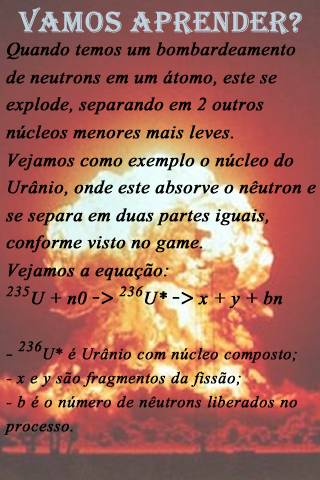 VAMOS APRENDER?
Quando temos um bombardeamento
de neutrons em um átomo, este se
explode, separando em 2 outros
núcleos menores mais leves.
Vejamos como exemplo o núcleo do
Urânio, onde este absorve o nêutron e
se separa em duas partes iguais,
conforme visto no game.
Vejamos a equação:
²³⁵U + n0 -> ²³⁶U* -> x + y + bn
- ²³⁶U* é Urânio com núcleo composto;
- x e y são fragmentos da fissão;
- b é o número de nêutrons liberados no
processo.